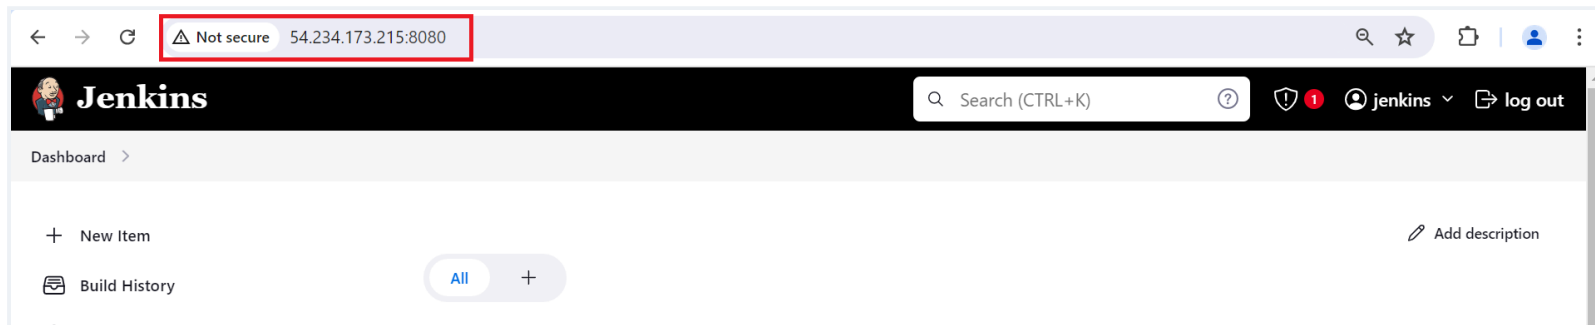 Not secure 54.234.173.215:8080
Jenkins Search (CTRL+K) 1 jenkins log out
Dashboard
New Item Add description
All
Build History